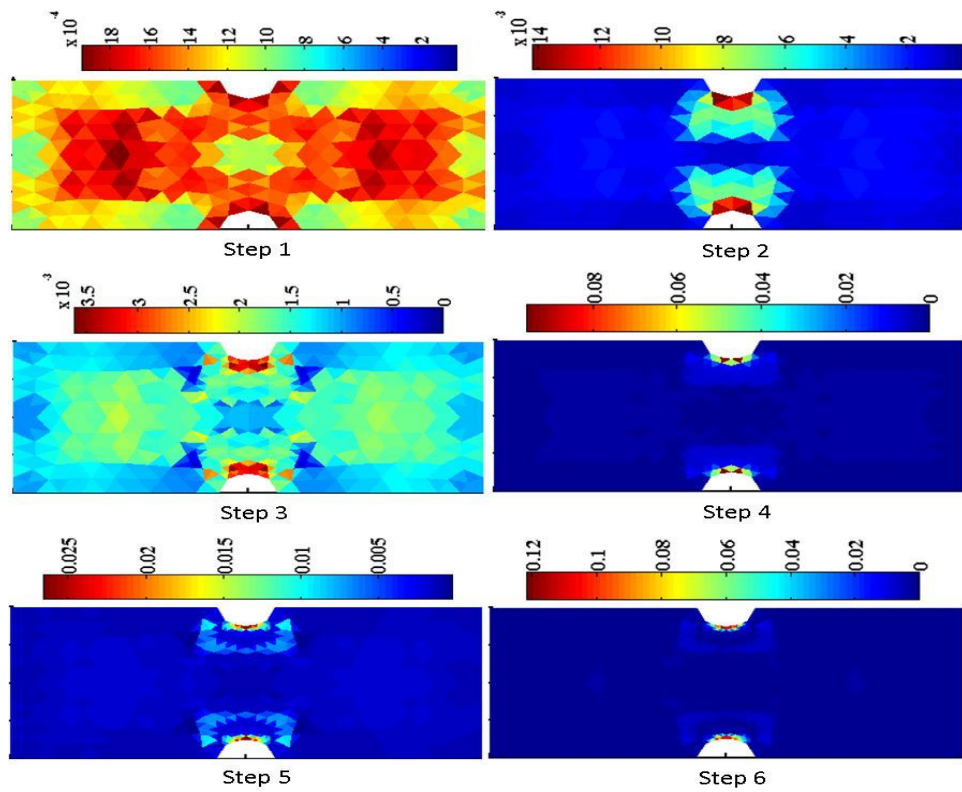 x 10⁻⁴
18 16 14 12 10 8 6 4 2
Step 1
x 10⁻³
14 12 10 8 6 4 2
Step 2
x 10⁻³
3.5 3 2.5 2 1.5 1 0.5 0
Step 3
0.08 0.06 0.04 0.02 0
Step 4
0.025 0.02 0.015 0.01 0.005
Step 5
0.12 0.1 0.08 0.06 0.04 0.02 0
Step 6